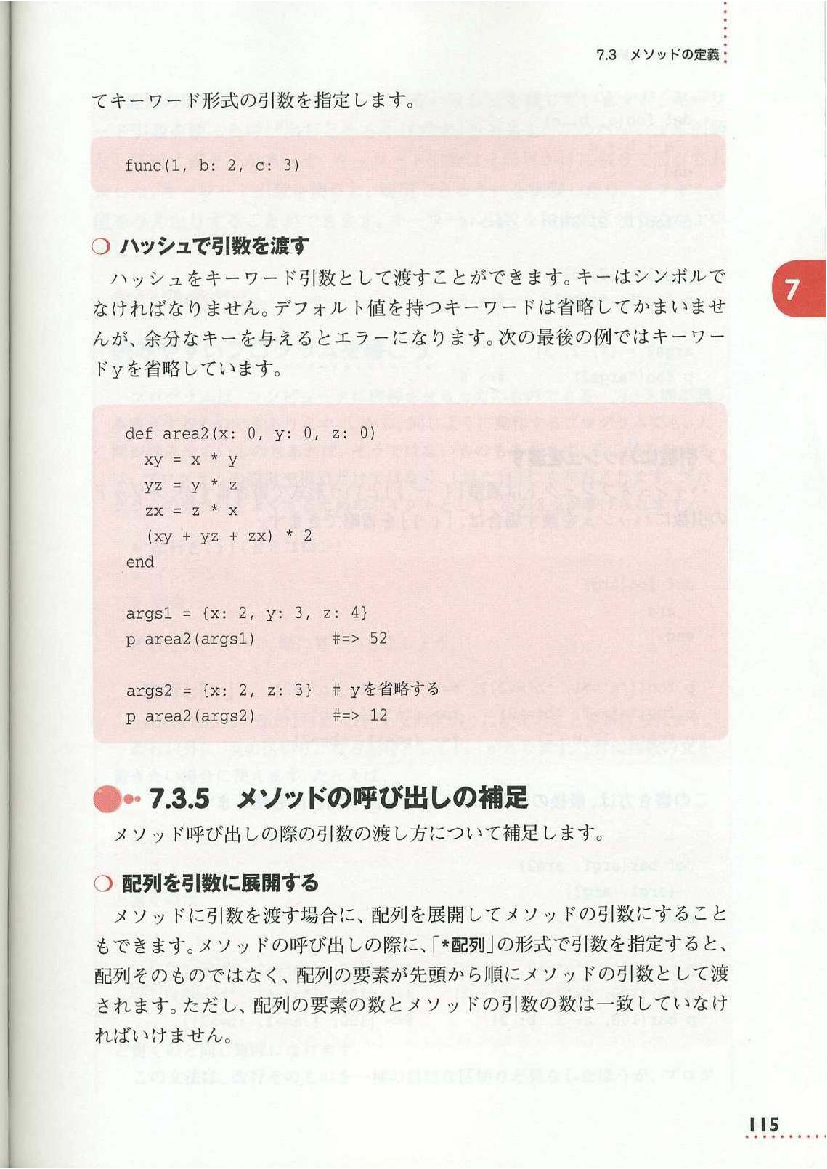 7.3 メソッドの定義
てキーワード形式の引数を指定します。
func(1, b: 2, c: 3)
❍ ハッシュで引数を渡す
ハッシュをキーワード引数として渡すことができます。キーはシンボルで
なければなりません。デフォルト値を持つキーワードは省略してかまいませ
んが、余分なキーを与えるとエラーになります。次の最後の例ではキーワー
ドyを省略しています。
7
def area2(x: 0, y: 0, z: 0)
  xy = x * y
  yz = y * z
  zx = z * x
  (xy + yz + zx) * 2
end
args1 = {x: 2, y: 3, z: 4}
p area2(args1)        #=> 52
args2 = {x: 2, z: 3}  # yを省略する
p area2(args2)        #=> 12
7.3.5 メソッドの呼び出しの補足
メソッド呼び出しの際の引数の渡し方について補足します。
❍ 配列を引数に展開する
メソッドに引数を渡す場合に、配列を展開してメソッドの引数にすること
もできます。メソッドの呼び出しの際に、「*配列」の形式で引数を指定すると、
配列そのものではなく、配列の要素が先頭から順にメソッドの引数として渡
されます。ただし、配列の要素の数とメソッドの引数の数は一致していなけ
ればいけません。
115